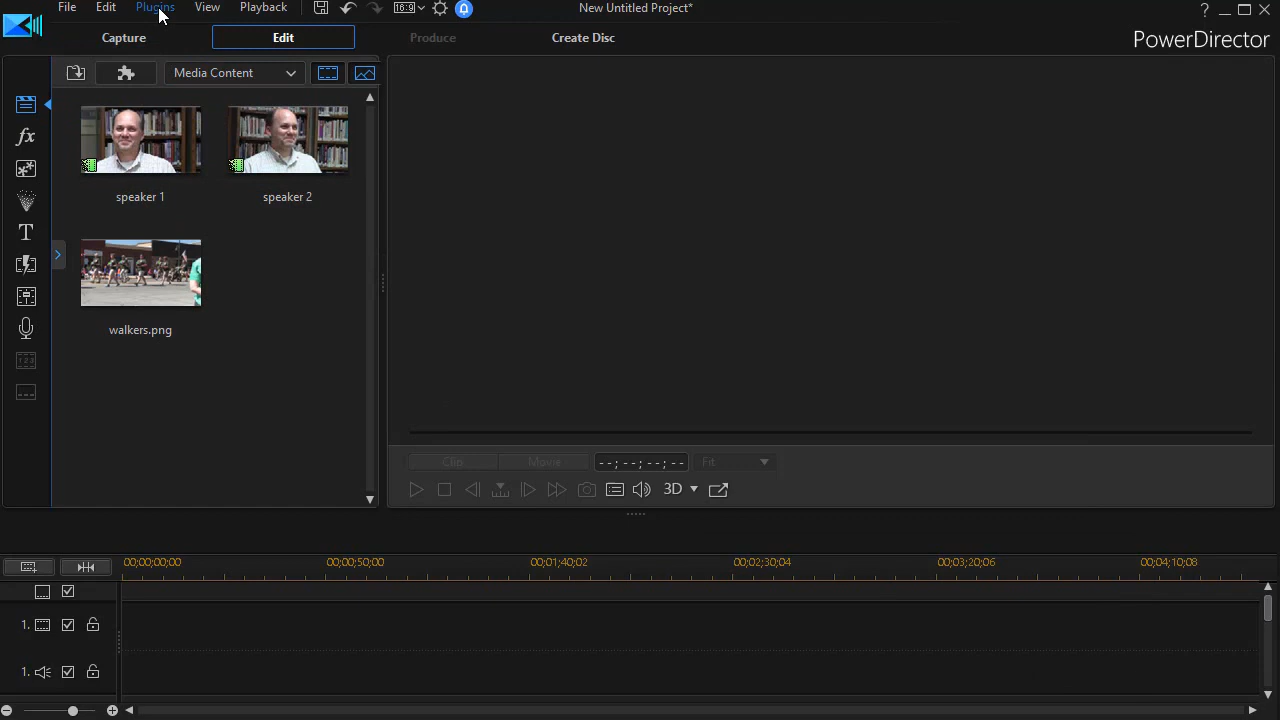 File Edit Plugins View Playback 16:9 New Untitled Project* ?
Capture Edit Produce Create Disc PowerDirector
Media Content
fx
speaker 1 speaker 2
T
walkers.png
Clip Movie --;--;--;-- Fit
3D
00;00;00;00 00;00;50;00 00;01;40;02 00;02;30;04 00;03;20;06 00;04;10;08
1.
1.